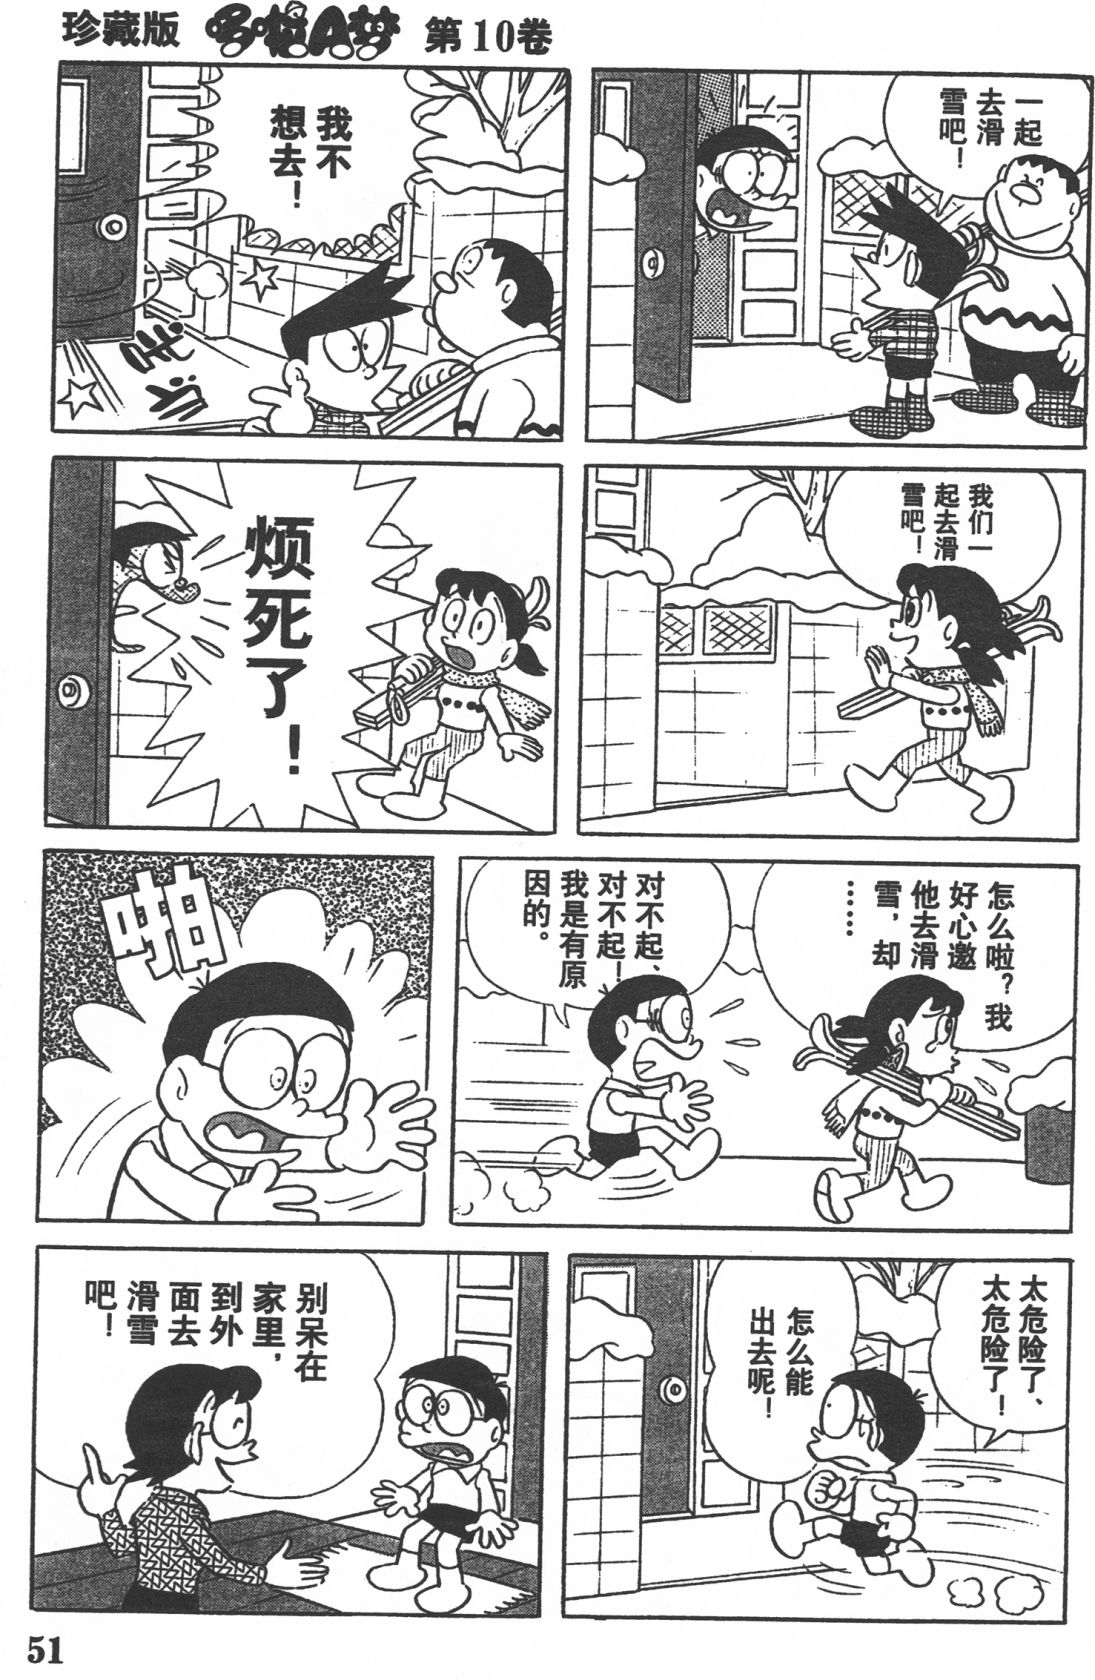 珍藏版 哆啦A梦 第10卷
一起
去滑
雪吧！
我不
想去！
乓
我们一
起去滑
雪吧！
烦死了！
怎么啦？我
好心邀
他去滑
雪，却
……
对不起、
对不起！
我是有原
因的。
啪
太危险了、
太危险了！
怎么能
出去呢！
别呆在
家里，
到外
面去
滑雪
吧！
51